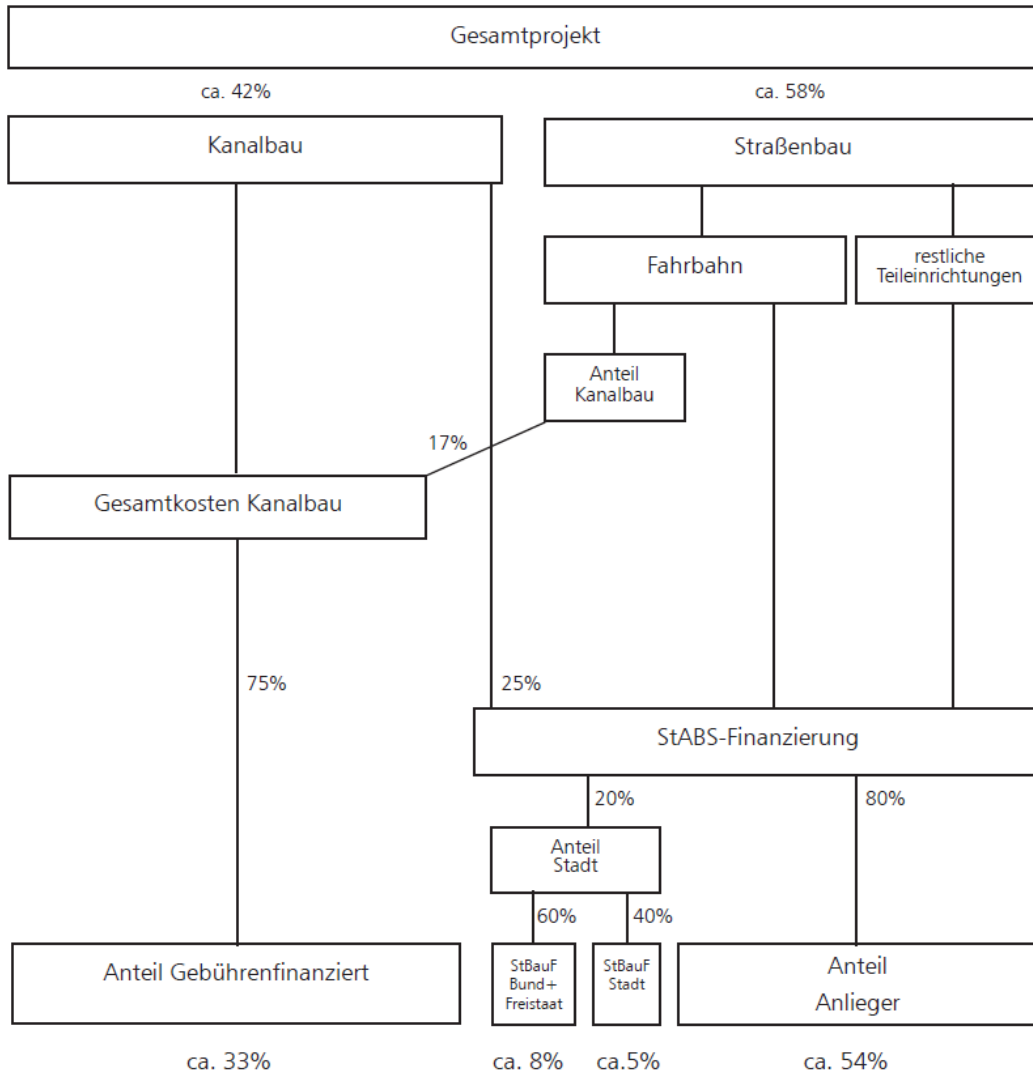 Gesamtprojekt
ca. 42%
ca. 58%
Kanalbau
Straßenbau
Fahrbahn
restliche
Teileinrichtungen
Anteil
Kanalbau
17%
Gesamtkosten Kanalbau
75%
25%
StABS-Finanzierung
20%
80%
Anteil
Stadt
60%
40%
Anteil Gebührenfinanziert
StBauF
Bund+
Freistaat
StBauF
Stadt
Anteil
Anlieger
ca. 33%
ca. 8%
ca.5%
ca. 54%